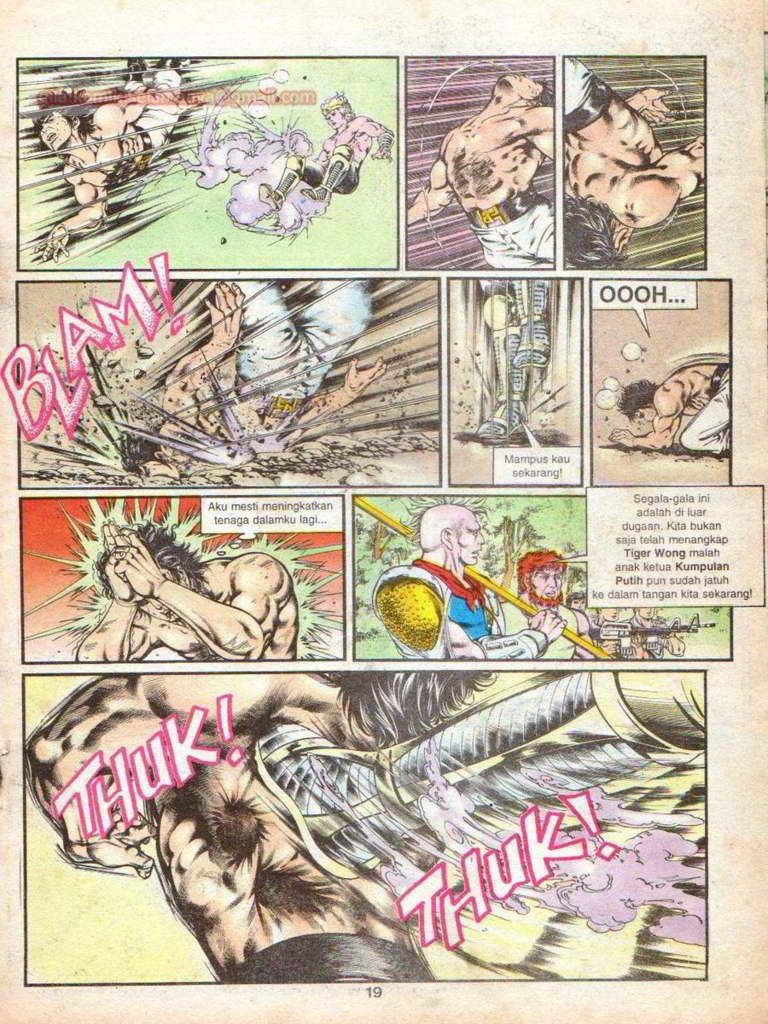 BLAM!
OOOH...
Mampus kau
sekarang!
Aku mesti meningkatkan
tenaga dalamku lagi...
Segala-gala ini
adalah di luar
dugaan. Kita bukan
saja telah menangkap
Tiger Wong malah
anak ketua Kumpulan
Putih pun sudah jatuh
ke dalam tangan kita sekarang!
THUK!
THUK!
19